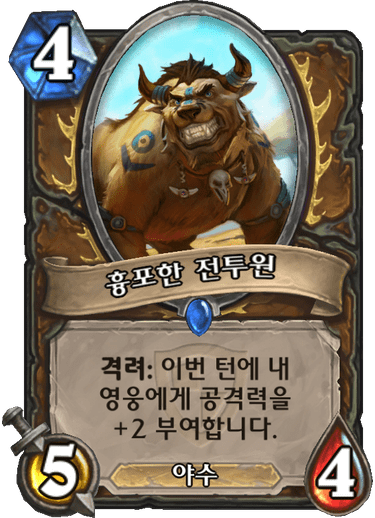 4
흉포한 전투원
격려: 이번 턴에 내
영웅에게 공격력을
+2 부여합니다.
5
야수
4